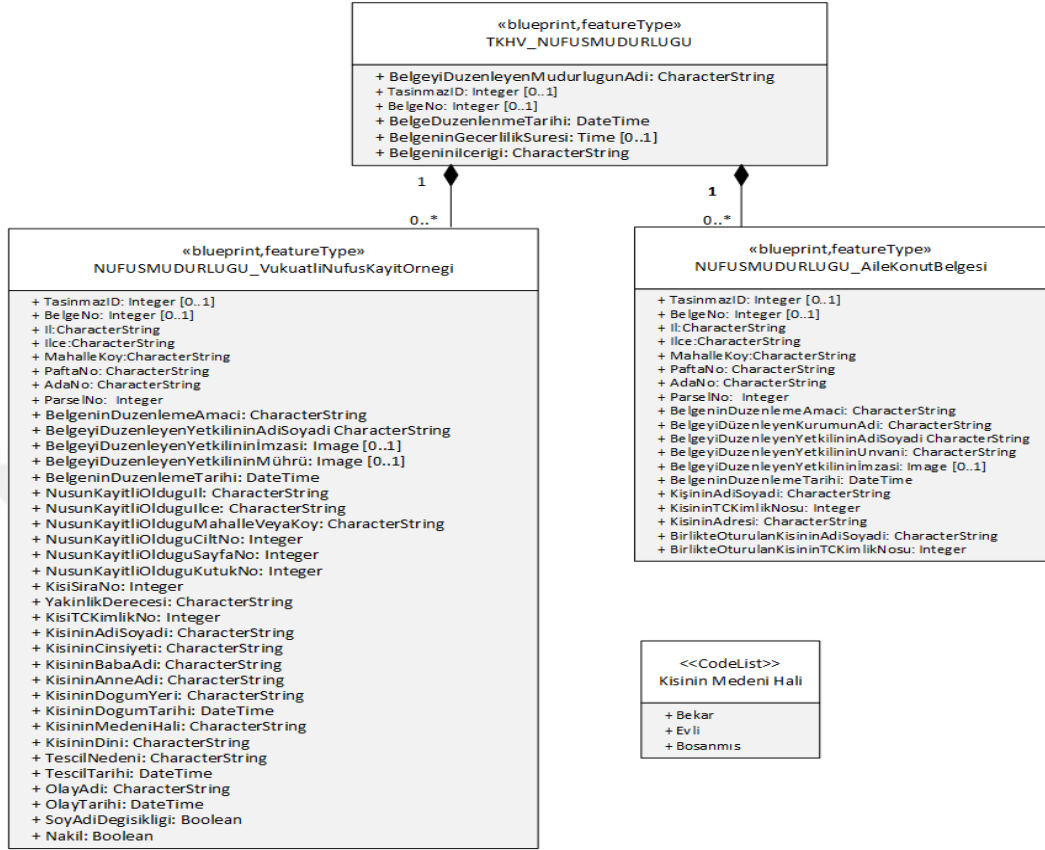 «blueprint,featureType»
TKHV_NUFUSMUDURLUGU
+ BelgeyiDuzenleyenMudurlugunAdi: CharacterString
+ TasinmazID: Integer [0..1]
+ BelgeNo: Integer [0..1]
+ BelgeDuzenlenmeTarihi: DateTime
+ BelgeninGecerlilikSuresi: Time [0..1]
+ BelgeninIcerigi: CharacterString
1
0..*
1
0..*
«blueprint,featureType»
NUFUSMUDURLUGU_VukuatliNufusKayitOrnegi
+ TasinmazID: Integer [0..1]
+ BelgeNo: Integer [0..1]
+ Il:CharacterString
+ Ilce:CharacterString
+ MahalleKoy:CharacterString
+ PaftaNo: CharacterString
+ AdaNo: CharacterString
+ ParselNo:  Integer
+ BelgeninDuzenlemeAmaci: CharacterString
+ BelgeyiDuzenleyenYetkilininAdiSoyadi CharacterString
+ BelgeyiDuzenleyenYetkilininİmzasi: Image [0..1]
+ BelgeyiDuzenleyenYetkilininMührü: Image [0..1]
+ BelgeninDuzenlemeTarihi: DateTime
+ NusunKayitliOlduguIl: CharacterString
+ NusunKayitliOlduguIlce: CharacterString
+ NusunKayitliOlduguMahalleVeyaKoy: CharacterString
+ NusunKayitliOlduguCiltNo: Integer
+ NusunKayitliOlduguSayfaNo: Integer
+ NusunKayitliOlduguKutukNo: Integer
+ KisiSiraNo: Integer
+ YakinlikDerecesi: CharacterString
+ KisiTCKimlikNo: Integer
+ KisininAdiSoyadi: CharacterString
+ KisininCinsiyeti: CharacterString
+ KisininBabaAdi: CharacterString
+ KisininAnneAdi: CharacterString
+ KisininDogumYeri: CharacterString
+ KisininDogumTarihi: DateTime
+ KisininMedeniHali: CharacterString
+ KisininDini: CharacterString
+ TescilNedeni: CharacterString
+ TescilTarihi: DateTime
+ OlayAdi: CharacterString
+ OlayTarihi: DateTime
+ SoyAdiDegisikligi: Boolean
+ Nakil: Boolean
«blueprint,featureType»
NUFUSMUDURLUGU_AileKonutBelgesi
+ TasinmazID: Integer [0..1]
+ BelgeNo: Integer [0..1]
+ Il:CharacterString
+ Ilce:CharacterString
+ MahalleKoy:CharacterString
+ PaftaNo: CharacterString
+ AdaNo: CharacterString
+ ParselNo:  Integer
+ BelgeninDuzenlemeAmaci: CharacterString
+ BelgeyiDüzenleyenKurumunAdi: CharacterString
+ BelgeyiDuzenleyenYetkilininAdiSoyadi CharacterString
+ BelgeyiDuzenleyenYetkilininUnvani: CharacterString
+ BelgeyiDuzenleyenYetkilininİmzasi: Image [0..1]
+ BelgeninDuzenlemeTarihi: DateTime
+ KişininAdiSoyadi: CharacterString
+ KisininTCKimlikNosu: Integer
+ KisininAdresi: CharacterString
+ BirlikteOturulanKisininAdiSoyadi: CharacterString
+ BirlikteOturulanKisininTCKimlikNosu: Integer
<<CodeList>>
Kisinin Medeni Hali
+ Bekar
+ Evli
+ Bosanmıs